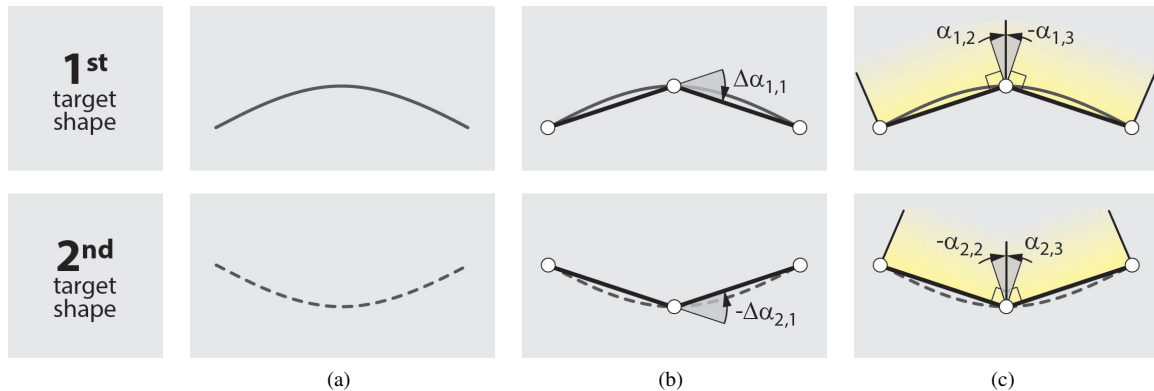 1st
target
shape
Δα1,1
α1,2 -α1,3
2nd
target
shape
-Δα2,1
-α2,2 α2,3
(a) (b) (c)